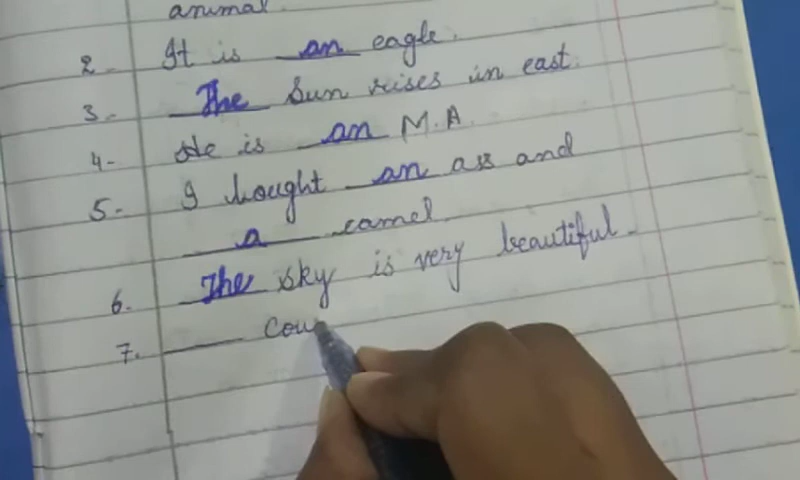 animal.
2. It is an eagle.
3. The Sun rises in east.
4. He is an M.A.
5. I bought an ass and
a camel.
6. The sky is very beautiful.
7. ____ Cou